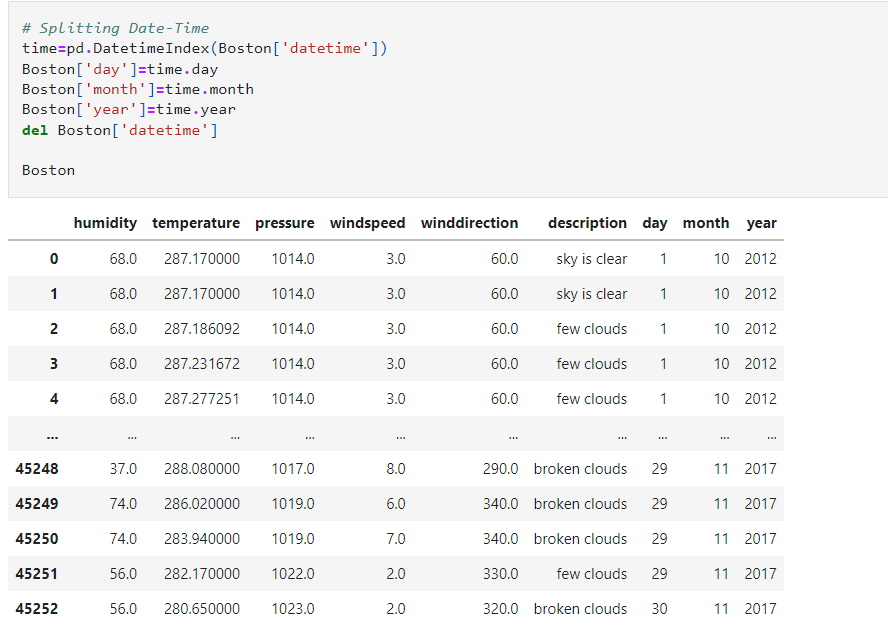 # Splitting Date-Time
time=pd.DatetimeIndex(Boston['datetime'])
Boston['day']=time.day
Boston['month']=time.month
Boston['year']=time.year
del Boston['datetime']
Boston
humidity temperature pressure windspeed winddirection description day month year
0 68.0 287.170000 1014.0 3.0 60.0 sky is clear 1 10 2012
1 68.0 287.170000 1014.0 3.0 60.0 sky is clear 1 10 2012
2 68.0 287.186092 1014.0 3.0 60.0 few clouds 1 10 2012
3 68.0 287.231672 1014.0 3.0 60.0 few clouds 1 10 2012
4 68.0 287.277251 1014.0 3.0 60.0 few clouds 1 10 2012
... ... ... ... ... ... ... ... ... ...
45248 37.0 288.080000 1017.0 8.0 290.0 broken clouds 29 11 2017
45249 74.0 286.020000 1019.0 6.0 340.0 broken clouds 29 11 2017
45250 74.0 283.940000 1019.0 7.0 340.0 broken clouds 29 11 2017
45251 56.0 282.170000 1022.0 2.0 330.0 few clouds 29 11 2017
45252 56.0 280.650000 1023.0 2.0 320.0 broken clouds 30 11 2017